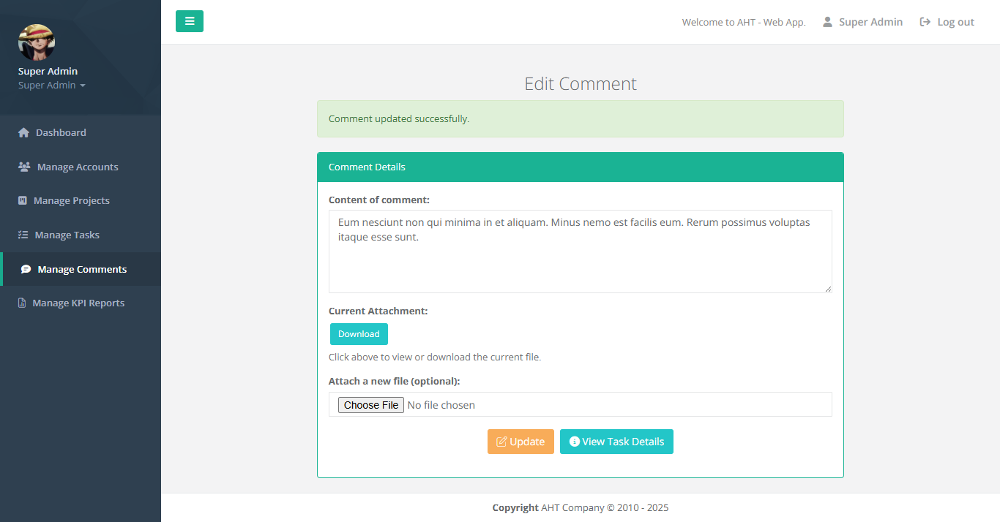 Welcome to AHT - Web App.
Super Admin
Log out
Super Admin
Super Admin
Dashboard
Manage Accounts
Manage Projects
Manage Tasks
Manage Comments
Manage KPI Reports
Edit Comment
Comment updated successfully.
Comment Details
Content of comment:
Eum nesciunt non qui minima in et aliquam. Minus nemo est facilis eum. Rerum possimus voluptas
itaque esse sunt.
Current Attachment:
Download
Click above to view or download the current file.
Attach a new file (optional):
Choose File No file chosen
Update
View Task Details
Copyright AHT Company © 2010 - 2025